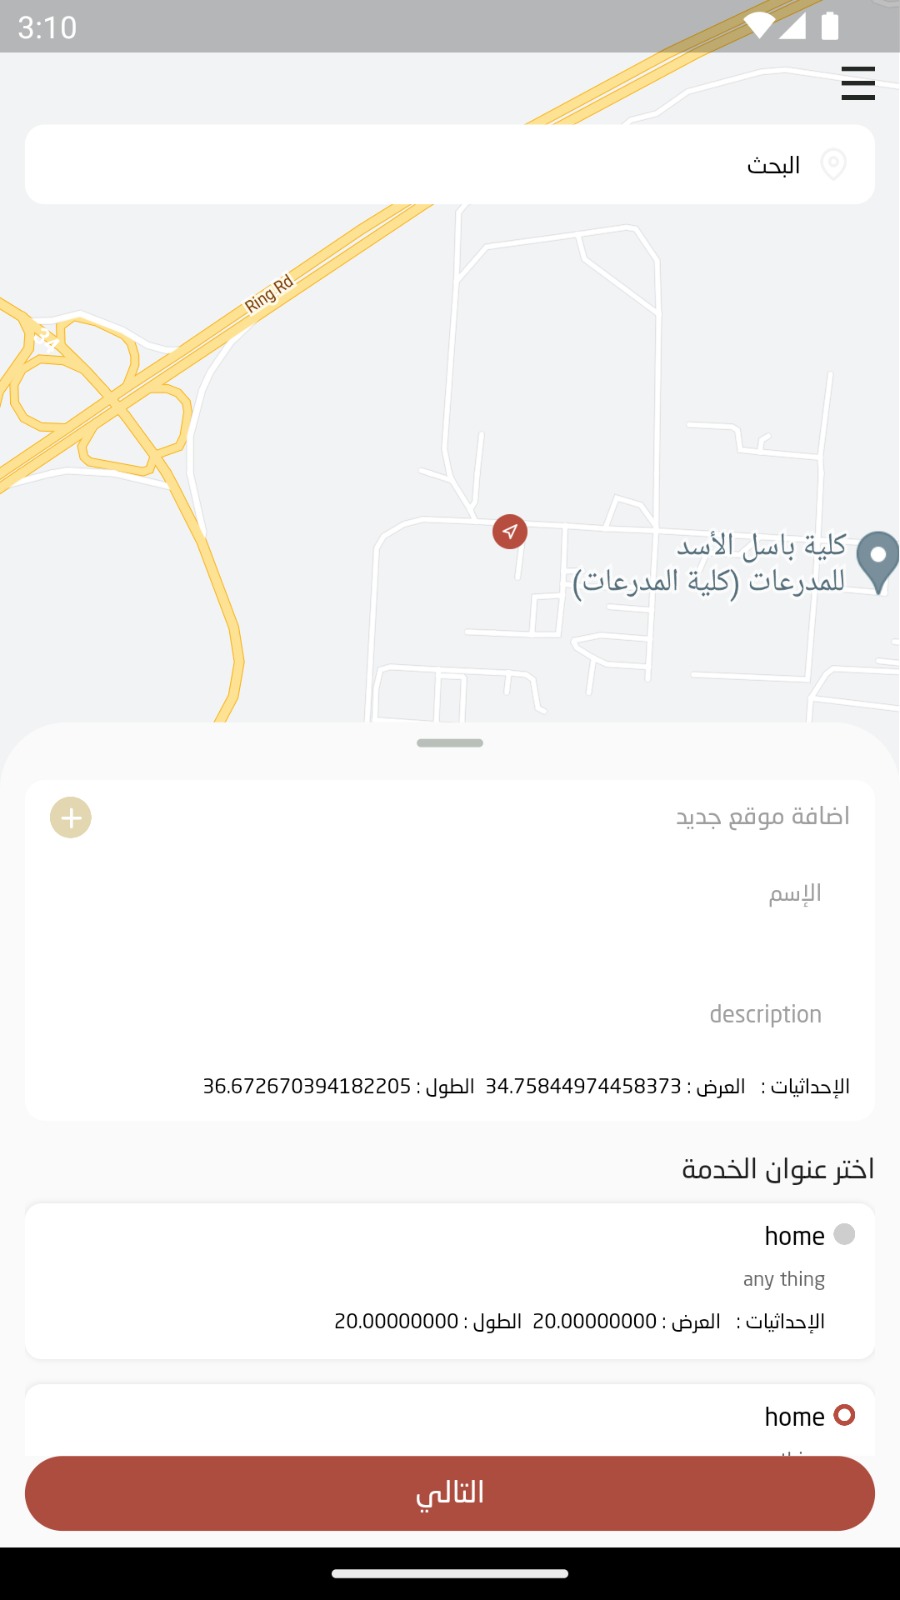 3:10
البحث
Ring Rd
34
كلية باسل الأسد
للمدرعات (كلية المدرعات)
اضافة موقع جديد
الإسم
description
الإحداثيات : العرض : 34.75844974458373 الطول : 36.672670394182205
اختر عنوان الخدمة
home
any thing
الإحداثيات : العرض : 20.00000000 الطول : 20.00000000
home
التالي